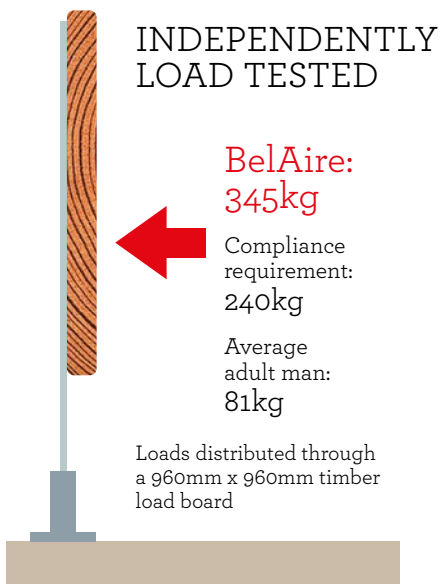 INDEPENDENTLY
LOAD TESTED
BelAire:
345kg
Compliance
requirement:
240kg
Average
adult man:
81kg
Loads distributed through
a 960mm x 960mm timber
load board